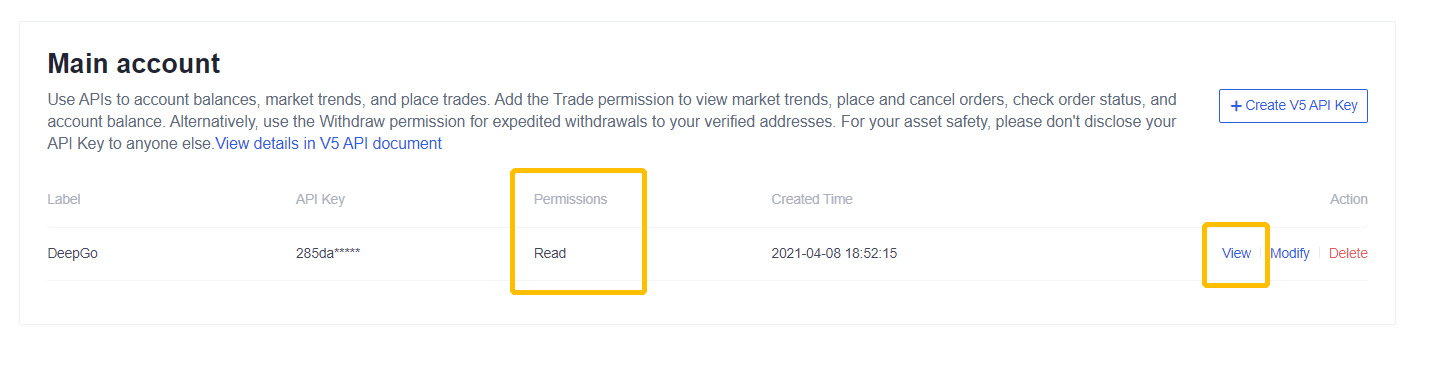 Main account
Use APIs to account balances, market trends, and place trades. Add the Trade permission to view market trends, place and cancel orders, check order status, and
account balance. Alternatively, use the Withdraw permission for expedited withdrawals to your verified addresses. For your asset safety, please don't disclose your
API Key to anyone else.View details in V5 API document
+ Create V5 API Key
Label API Key Permissions Created Time Action
DeepGo 285da***** Read 2021-04-08 18:52:15 View Modify Delete